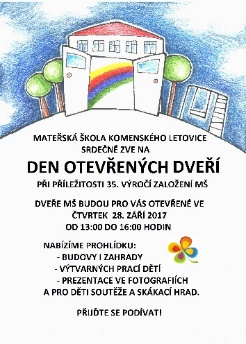 MATEŘSKÁ ŠKOLA KOMENSKÉHO LETOVICE
SRDEČNĚ ZVE NA
DEN OTEVŘENÝCH DVEŘÍ
PŘI PŘÍLEŽITOSTI 35. VÝROČÍ ZALOŽENÍ MŠ
DVEŘE MŠ BUDOU PRO VÁS OTEVŘENÉ VE
ČTVRTEK 28. ZÁŘÍ 2017
OD 13:00 DO 16:00 HODIN
NABÍZÍME PROHLÍDKU:
- BUDOVY I ZAHRADY
- VÝTVARNÝCH PRACÍ DĚTÍ
- PREZENTACE VE FOTOGRAFIÍCH
A PRO DĚTI SOUTĚŽE A SKÁKACÍ HRAD.
PŘIJĎTE SE PODÍVAT!